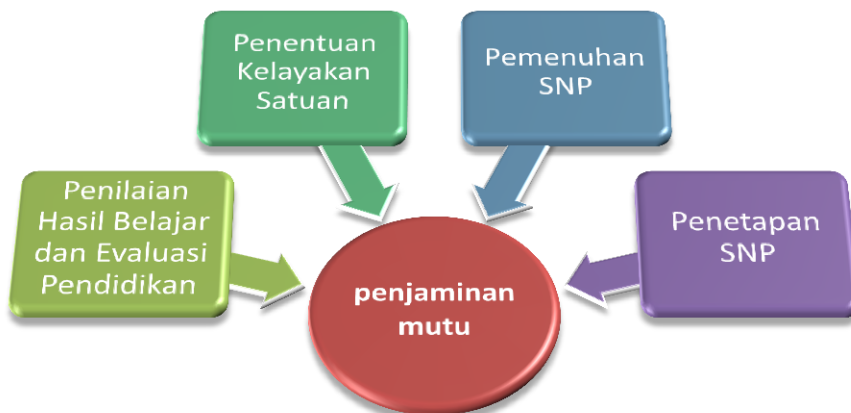 Penentuan
Kelayakan
Satuan
Pemenuhan
SNP
Penilaian
Hasil Belajar
dan Evaluasi
Pendidikan
Penetapan
SNP
penjaminan
mutu